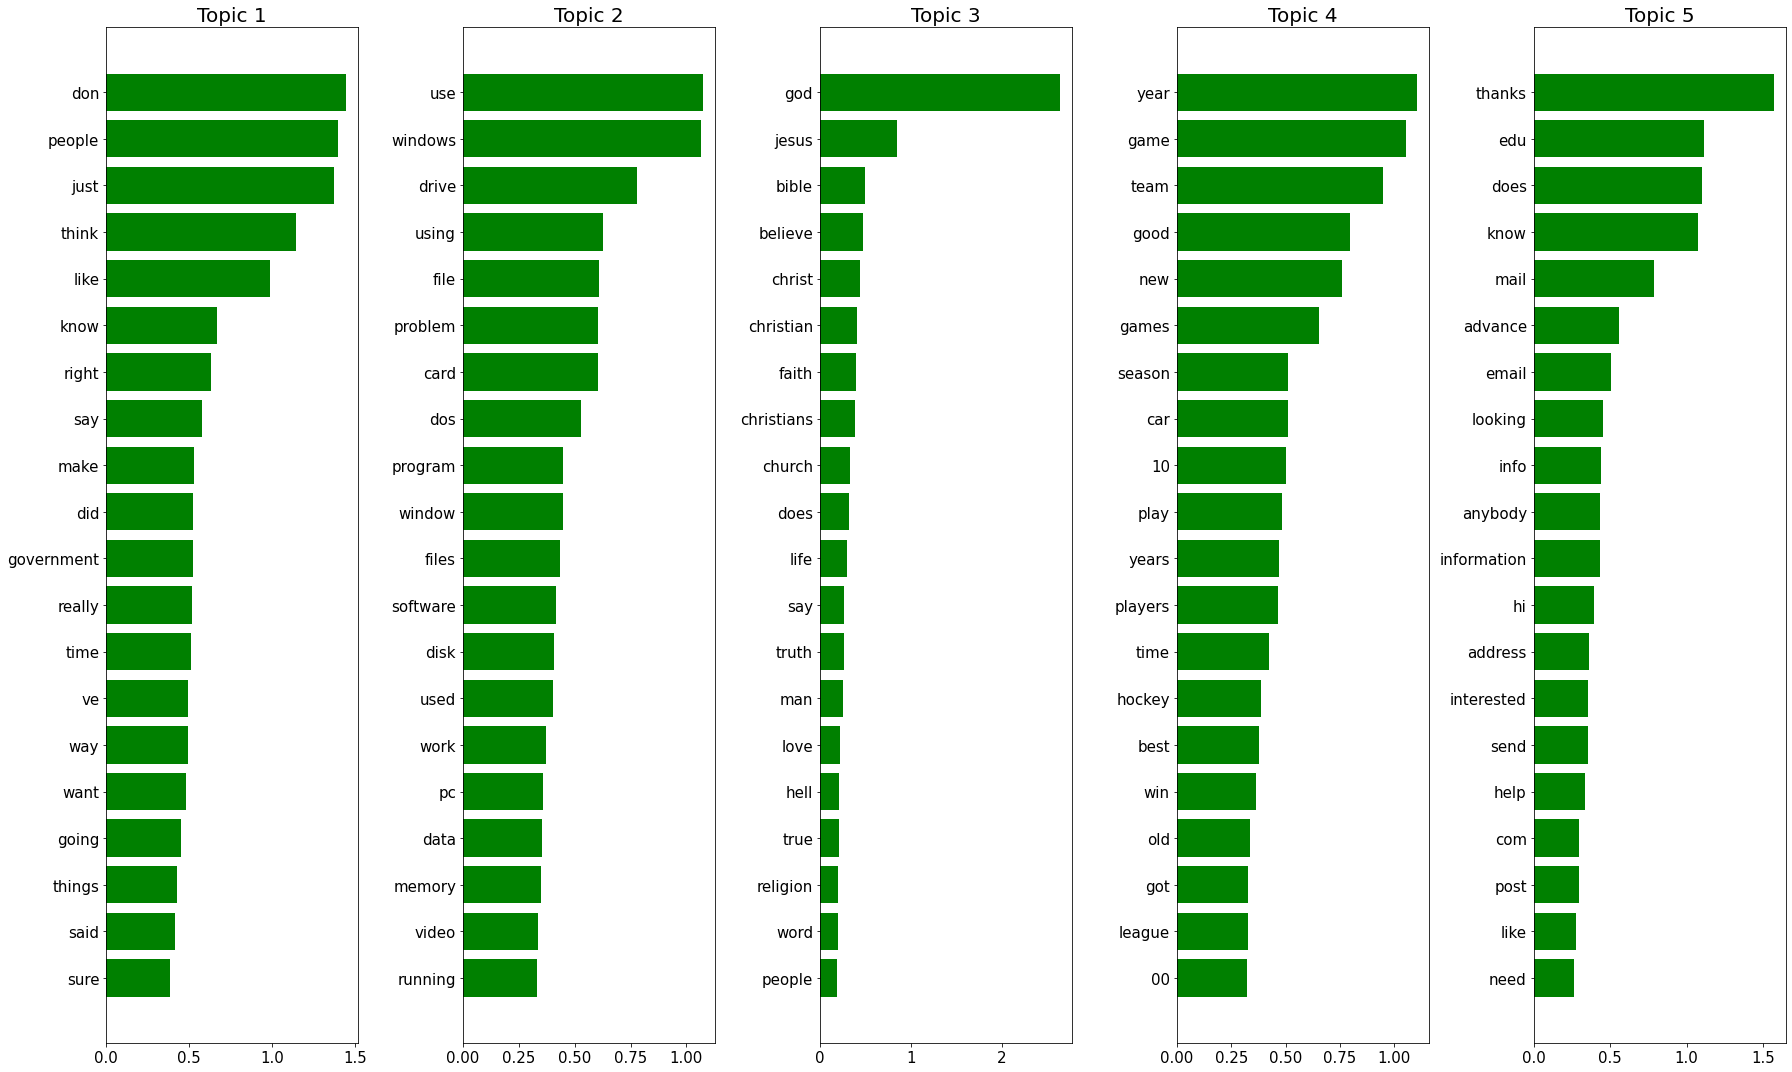 Topic 1
don
people
just
think
like
know
right
say
make
did
government
really
time
ve
way
want
going
things
said
sure
0.0 0.5 1.0 1.5
Topic 2
use
windows
drive
using
file
problem
card
dos
program
window
files
software
disk
used
work
pc
data
memory
video
running
0.00 0.25 0.50 0.75 1.00
Topic 3
god
jesus
bible
believe
christ
christian
faith
christians
church
does
life
say
truth
man
love
hell
true
religion
word
people
0 1 2
Topic 4
year
game
team
good
new
games
season
car
10
play
years
players
time
hockey
best
win
old
got
league
00
0.00 0.25 0.50 0.75 1.00
Topic 5
thanks
edu
does
know
mail
advance
email
looking
info
anybody
information
hi
address
interested
send
help
com
post
like
need
0.0 0.5 1.0 1.5